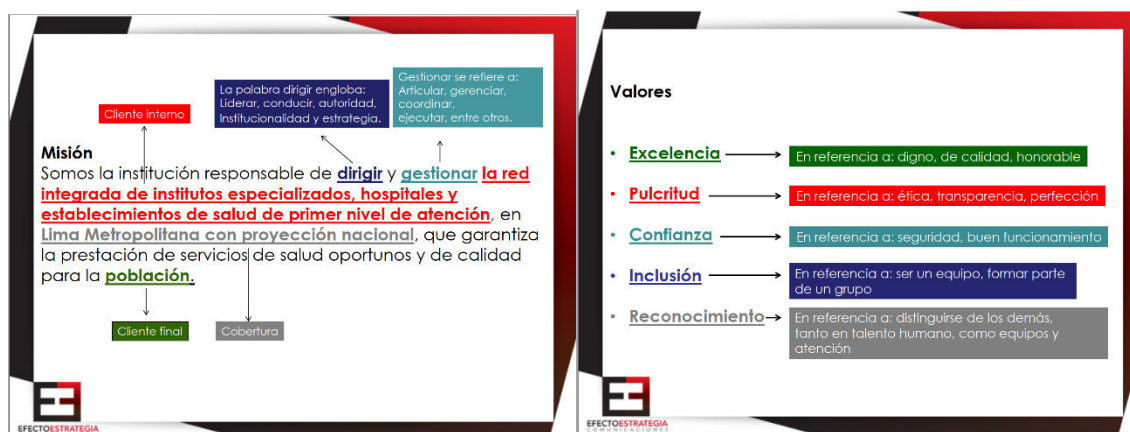 Cliente interno
La palabra dirigir engloba:
Liderar, conducir, autoridad,
Institucionalidad y estrategia.
Gestionar se refiere a:
Articular, gerenciar,
coordinar,
ejecutar, entre otros.
Misión
Somos la institución responsable de dirigir y gestionar la red
integrada de institutos especializados, hospitales y
establecimientos de salud de primer nivel de atención, en
Lima Metropolitana con proyección nacional, que garantiza
la prestación de servicios de salud oportunos y de calidad
para la población.
Cliente final
Cobertura
EFECTOESTRATEGIA
Valores
• Excelencia
En referencia a: digno, de calidad, honorable
• Pulcritud
En referencia a: ética, transparencia, perfección
• Confianza
En referencia a: seguridad, buen funcionamiento
• Inclusión
En referencia a: ser un equipo, formar parte
de un grupo
• Reconocimiento
En referencia a: distinguirse de los demás,
tanto en talento humano, como equipos y
atención
EFECTOESTRATEGIA
COMUNICACIONES